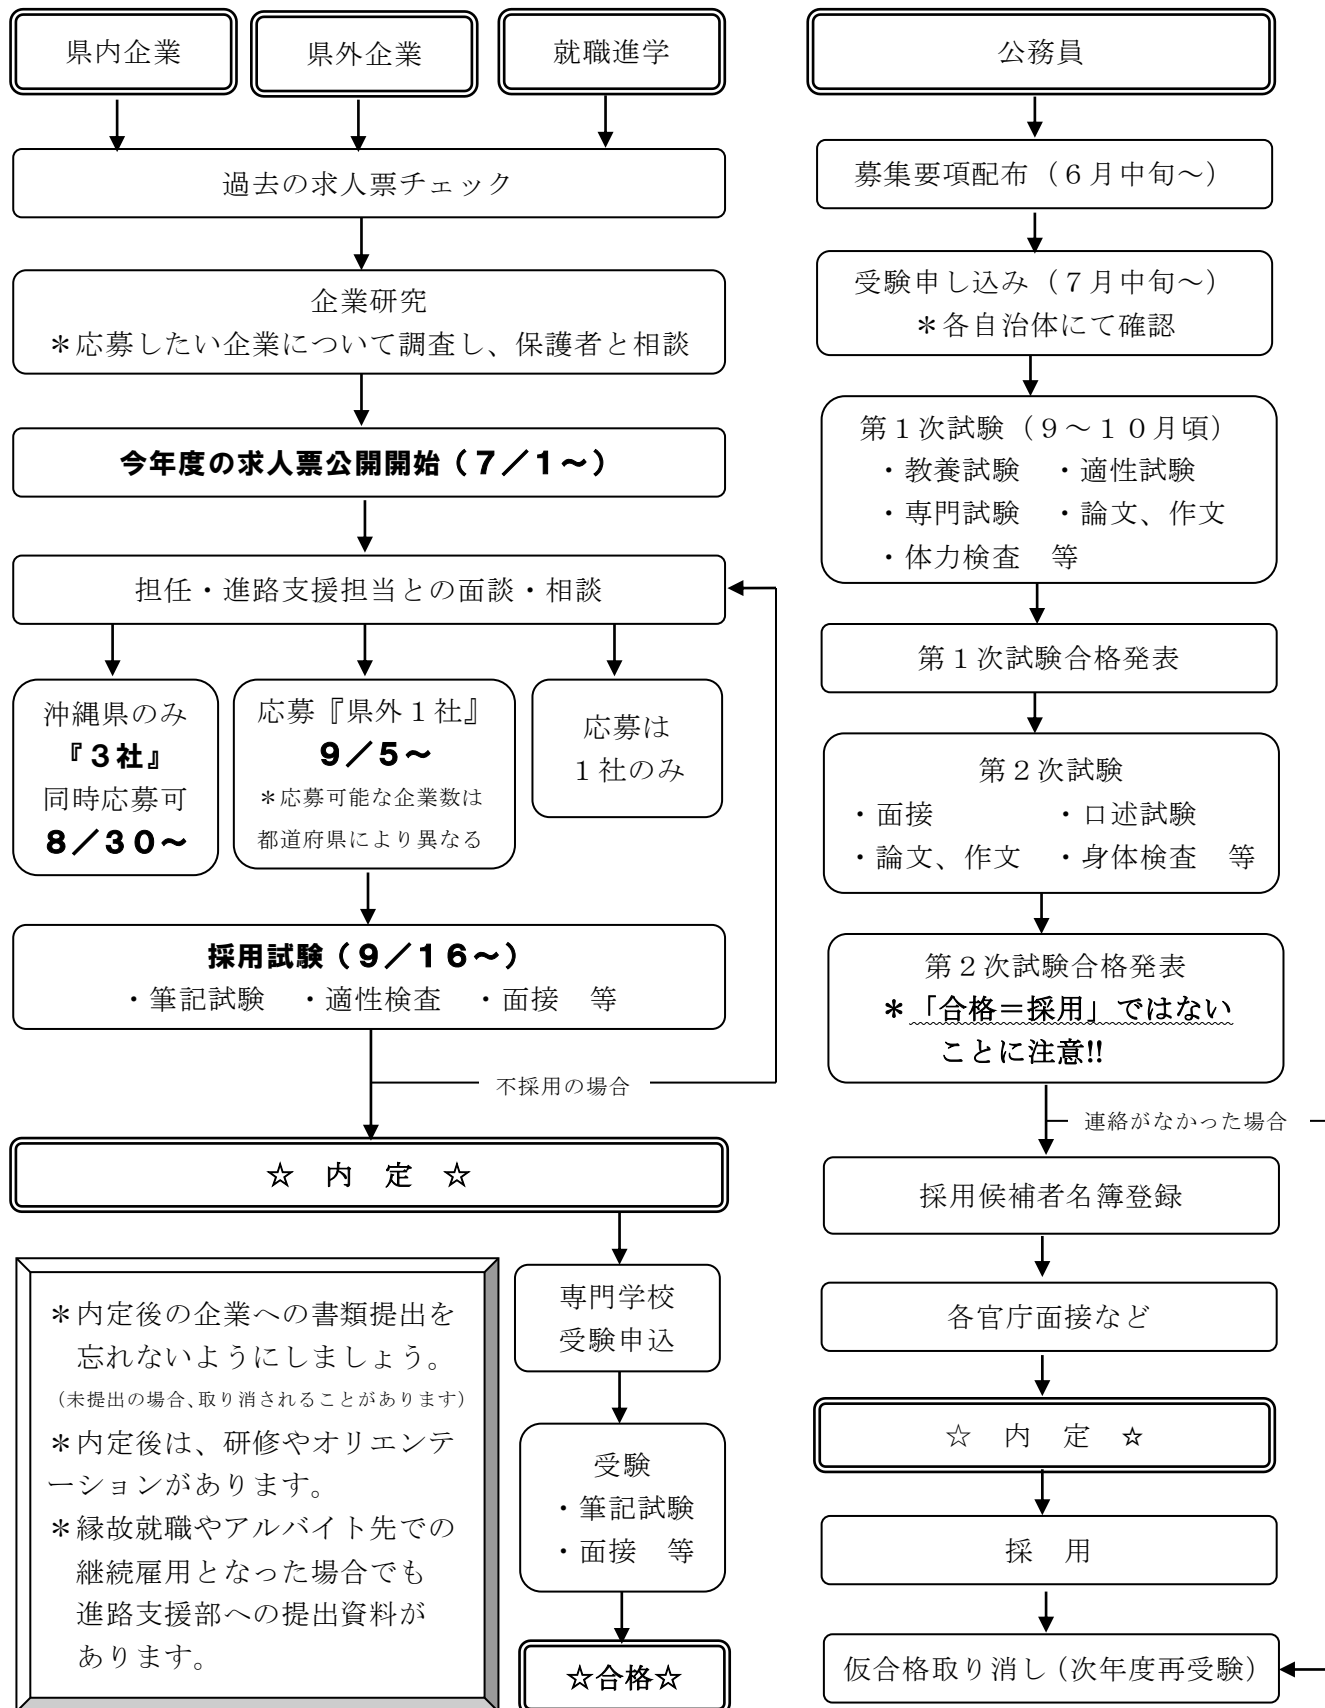 県内企業
県外企業
就職進学
過去の求人票チェック
企業研究
＊応募したい企業について調査し、保護者と相談
今年度の求人票公開開始（７／１～）
担任・進路支援担当との面談・相談
沖縄県のみ
『３社』
同時応募可
８／３０～
応募『県外１社』
９／５～
＊応募可能な企業数は
都道府県により異なる
応募は
１社のみ
採用試験（９／１６～）
・筆記試験　・適性検査　・面接　等
不採用の場合
☆　内　定　☆
＊内定後の企業への書類提出を
忘れないようにしましょう。
（未提出の場合、取り消されることがあります）
＊内定後は、研修やオリエンテ
ーションがあります。
＊縁故就職やアルバイト先での
継続雇用となった場合でも
進路支援部への提出資料が
あります。
専門学校
受験申込
受験
・筆記試験
・面接　等
☆合格☆
公務員
募集要項配布（６月中旬～）
受験申し込み（７月中旬～）
＊各自治体にて確認
第１次試験（９～１０月頃）
・教養試験　・適性試験
・専門試験　・論文、作文
・体力検査　等
第１次試験合格発表
第２次試験
・面接　　　　・口述試験
・論文、作文　・身体検査　等
第２次試験合格発表
＊「合格＝採用」ではない
ことに注意!!
連絡がなかった場合
採用候補者名簿登録
各官庁面接など
☆　内　定　☆
採　用
仮合格取り消し（次年度再受験）